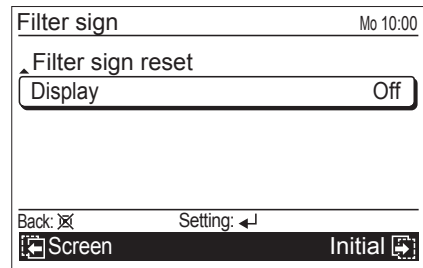 Filter sign Mo 10:00
Filter sign reset
Display Off
Back: Setting:
Screen Initial